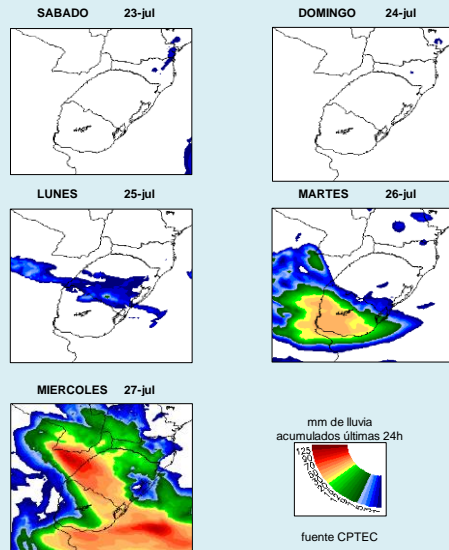 SABADO 23-jul
DOMINGO 24-jul
LUNES 25-jul
MARTES 26-jul
MIERCOLES 27-jul
mm de lluvia
acumulados últimas 24h
fuente CPTEC